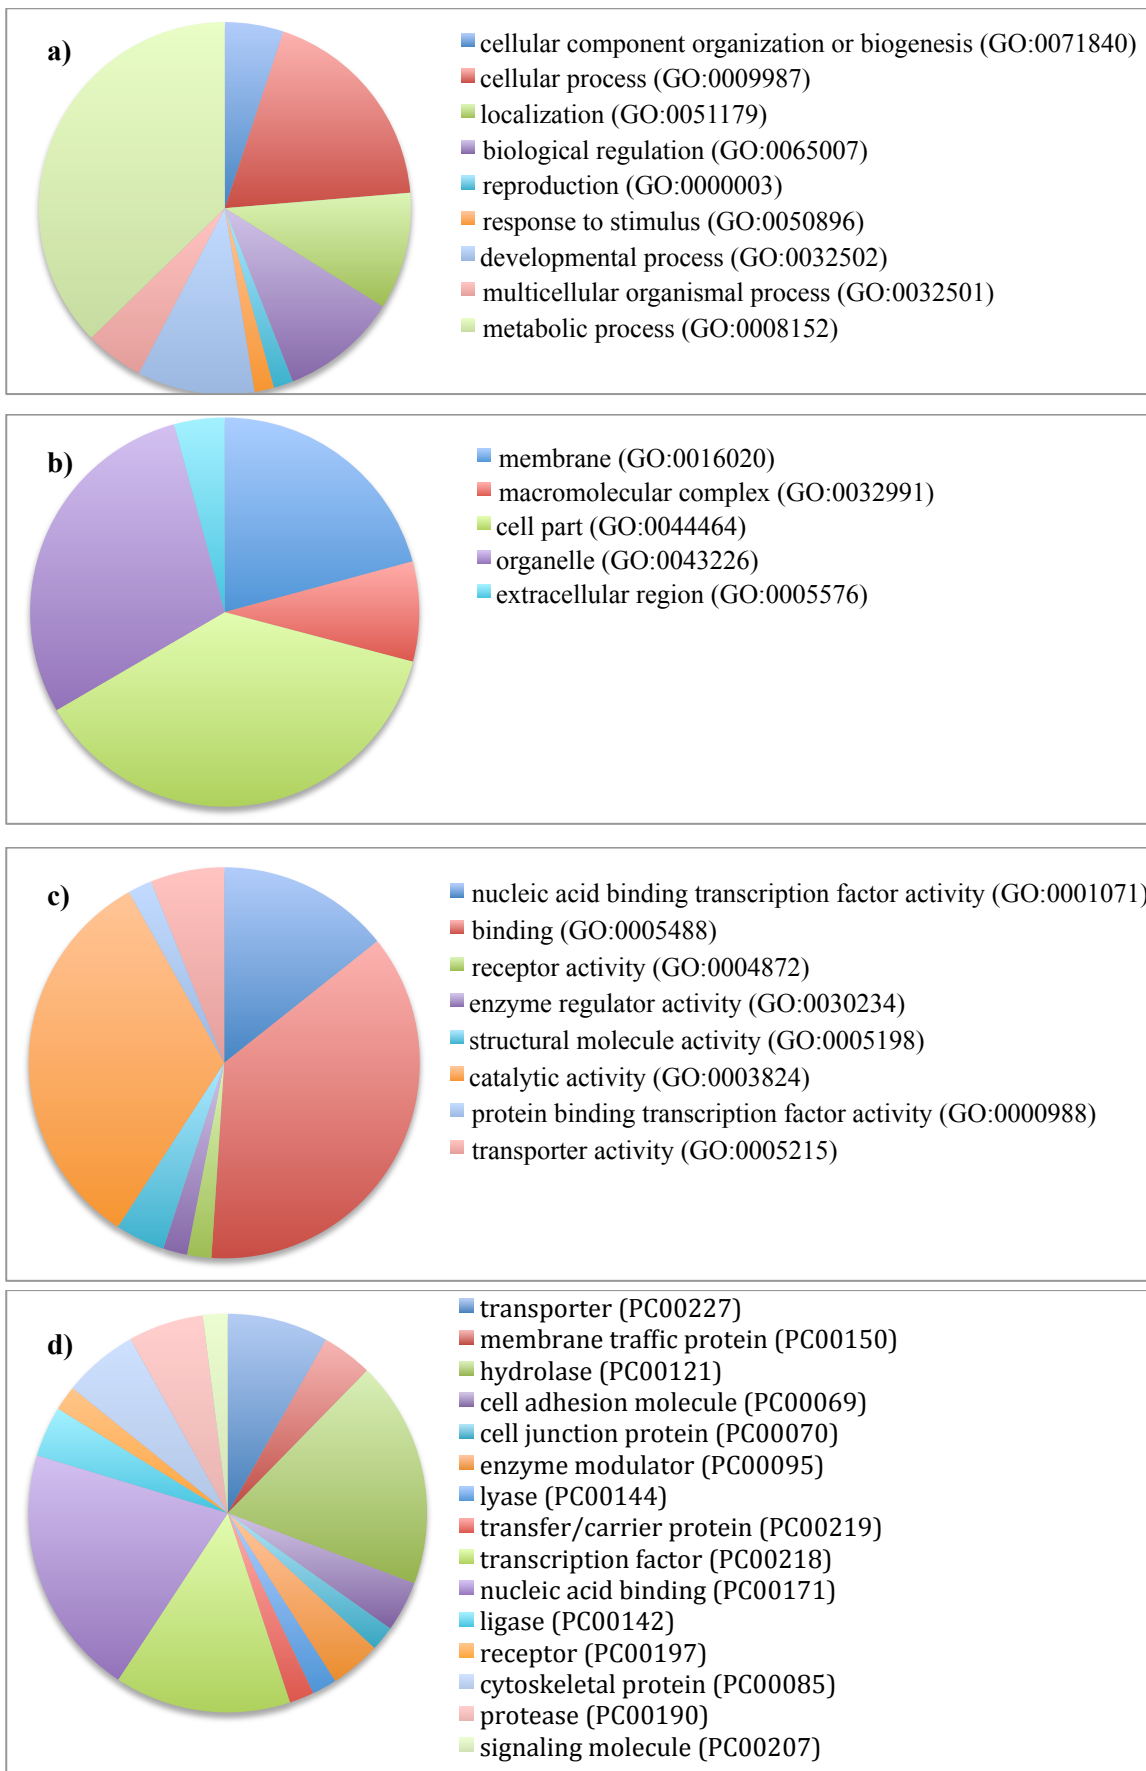 a)
cellular component organization or biogenesis (GO:0071840)
cellular process (GO:0009987)
localization (GO:0051179)
biological regulation (GO:0065007)
reproduction (GO:0000003)
response to stimulus (GO:0050896)
developmental process (GO:0032502)
multicellular organismal process (GO:0032501)
metabolic process (GO:0008152)
b)
membrane (GO:0016020)
macromolecular complex (GO:0032991)
cell part (GO:0044464)
organelle (GO:0043226)
extracellular region (GO:0005576)
c)
nucleic acid binding transcription factor activity (GO:0001071)
binding (GO:0005488)
receptor activity (GO:0004872)
enzyme regulator activity (GO:0030234)
structural molecule activity (GO:0005198)
catalytic activity (GO:0003824)
protein binding transcription factor activity (GO:0000988)
transporter activity (GO:0005215)
d)
transporter (PC00227)
membrane traffic protein (PC00150)
hydrolase (PC00121)
cell adhesion molecule (PC00069)
cell junction protein (PC00070)
enzyme modulator (PC00095)
lyase (PC00144)
transfer/carrier protein (PC00219)
transcription factor (PC00218)
nucleic acid binding (PC00171)
ligase (PC00142)
receptor (PC00197)
cytoskeletal protein (PC00085)
protease (PC00190)
signaling molecule (PC00207)